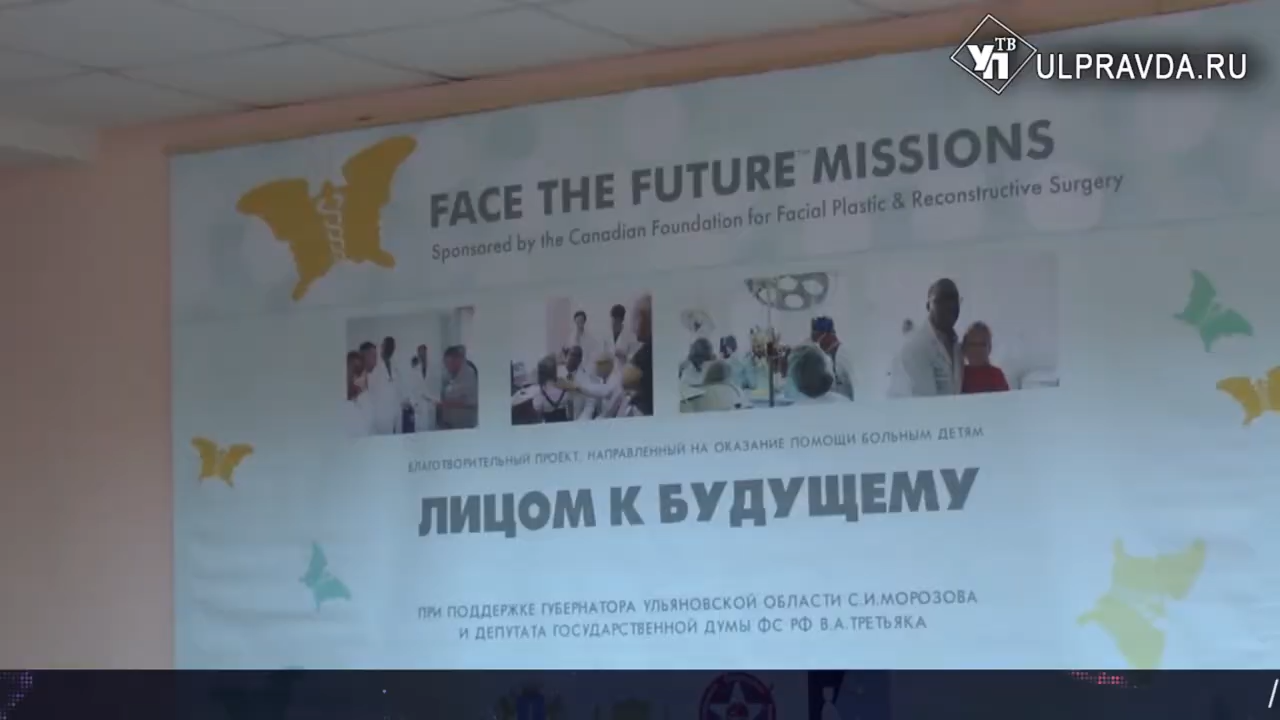 УП ТВ ULPRAVDA.RU
FACE THE FUTURE™ MISSIONS
Sponsored by the Canadian Foundation for Facial Plastic & Reconstructive Surgery
БЛАГОТВОРИТЕЛЬНЫЙ ПРОЕКТ, НАПРАВЛЕННЫЙ НА ОКАЗАНИЕ ПОМОЩИ БОЛЬНЫМ ДЕТЯМ
ЛИЦОМ К БУДУЩЕМУ
ПРИ ПОДДЕРЖКЕ ГУБЕРНАТОРА УЛЬЯНОВСКОЙ ОБЛАСТИ С.И.МОРОЗОВА
И ДЕПУТАТА ГОСУДАРСТВЕННОЙ ДУМЫ ФС РФ В.А.ТРЕТЬЯКА
/